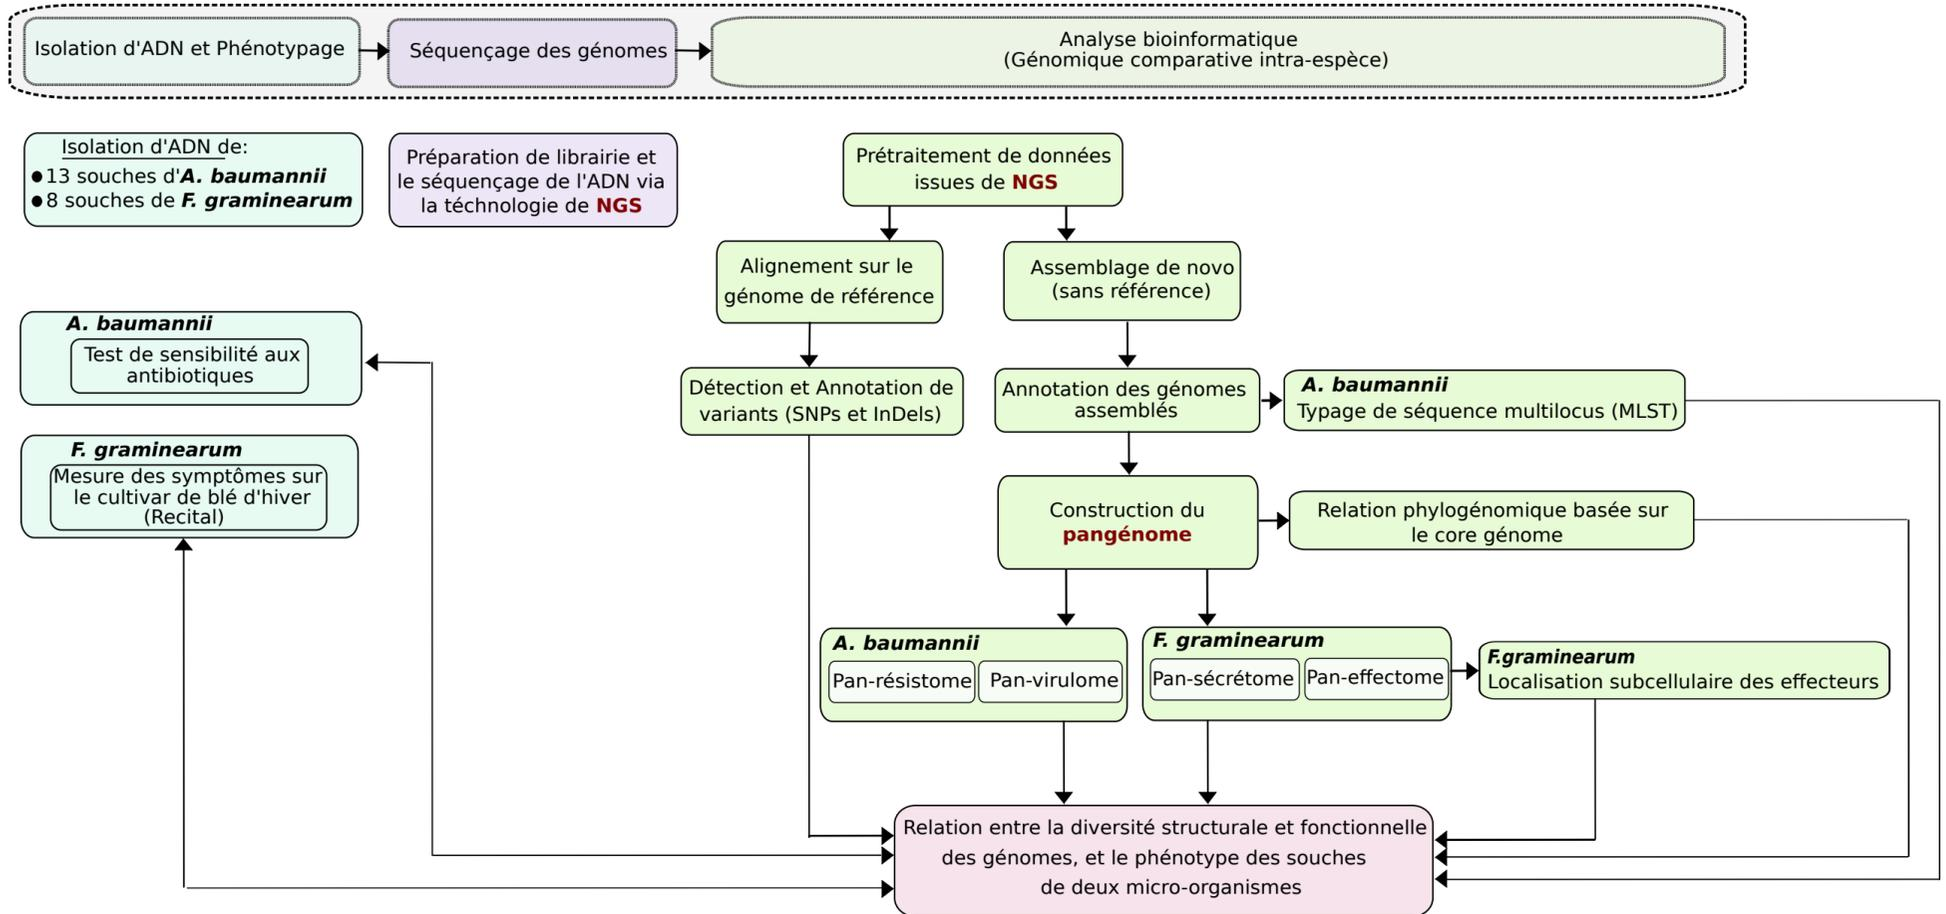 Isolation d'ADN et Phénotypage
Séquençage des génomes
Analyse bioinformatique
(Génomique comparative intra-espèce)
Isolation d'ADN de:
●13 souches d'A. baumannii
●8 souches de F. graminearum
Préparation de librairie et
le séquençage de l'ADN via
la téchnologie de NGS
Prétraitement de données
issues de NGS
Alignement sur le
génome de référence
Assemblage de novo
(sans référence)
A. baumannii
Test de sensibilité aux
antibiotiques
Détection et Annotation de
variants (SNPs et InDels)
Annotation des génomes
assemblés
A. baumannii
Typage de séquence multilocus (MLST)
F. graminearum
Mesure des symptômes sur
le cultivar de blé d'hiver
(Recital)
Construction du
pangénome
Relation phylogénomique basée sur
le core génome
A. baumannii
Pan-résistome
Pan-virulome
F. graminearum
Pan-sécrétome
Pan-effectome
F.graminearum
Localisation subcellulaire des effecteurs
Relation entre la diversité structurale et fonctionnelle
des génomes, et le phénotype des souches
de deux micro-organismes